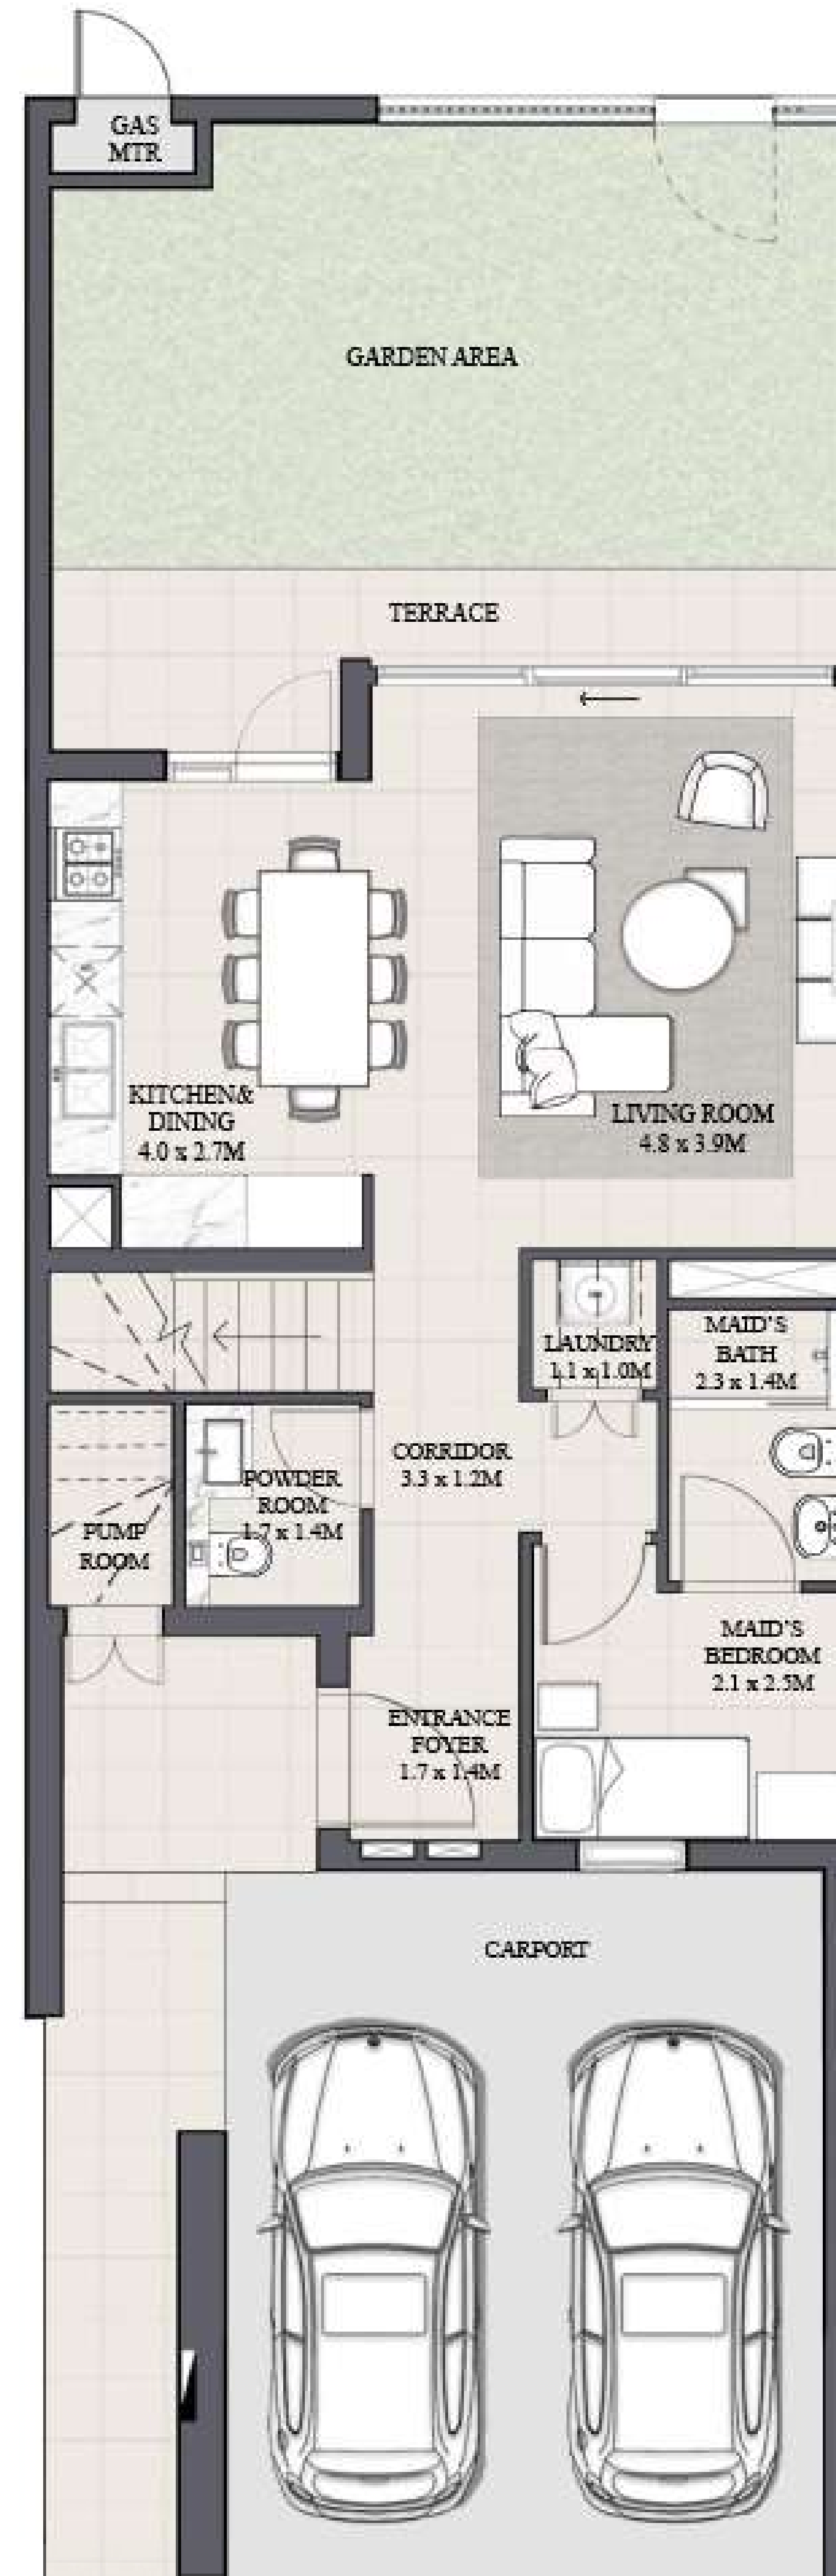 GAS
MTR
GARDEN AREA
TERRACE
KITCHEN&
DINING
4.0 x 2.7M
LIVING ROOM
4.8 x 3.9M
LAUNDRY
1.1 x 1.0M
MAID'S
BATH
2.3 x 1.4M
CORRIDOR
3.3 x 1.2M
POWDER
ROOM
1.7 x 1.4M
PUMP
ROOM
MAID'S
BEDROOM
2.1 x 2.5M
ENTRANCE
FOYER
1.7 x 1.4M
CARPORT